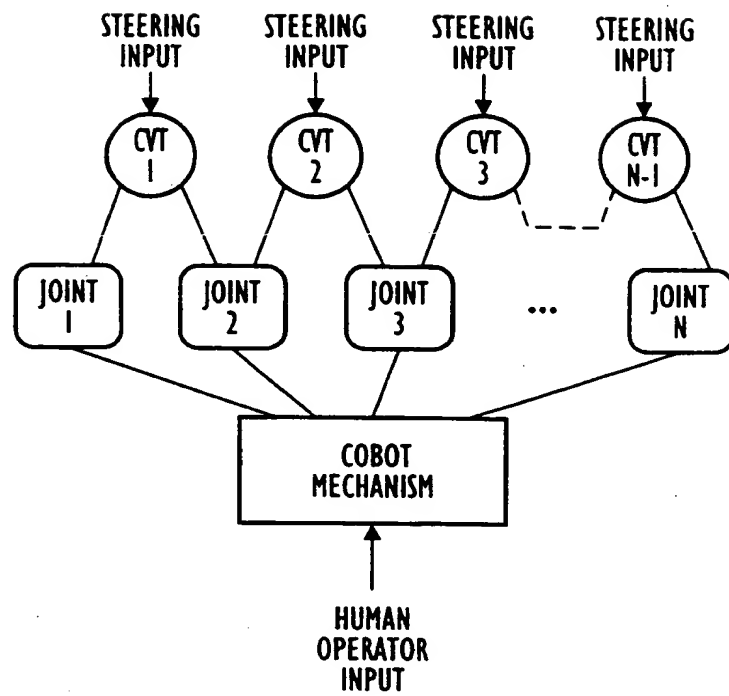 STEERING INPUT
STEERING INPUT
STEERING INPUT
STEERING INPUT
CVT 1
CVT 2
CVT 3
CVT N-1
JOINT 1
JOINT 2
JOINT 3
...
JOINT N
COBOT
MECHANISM
HUMAN
OPERATOR
INPUT